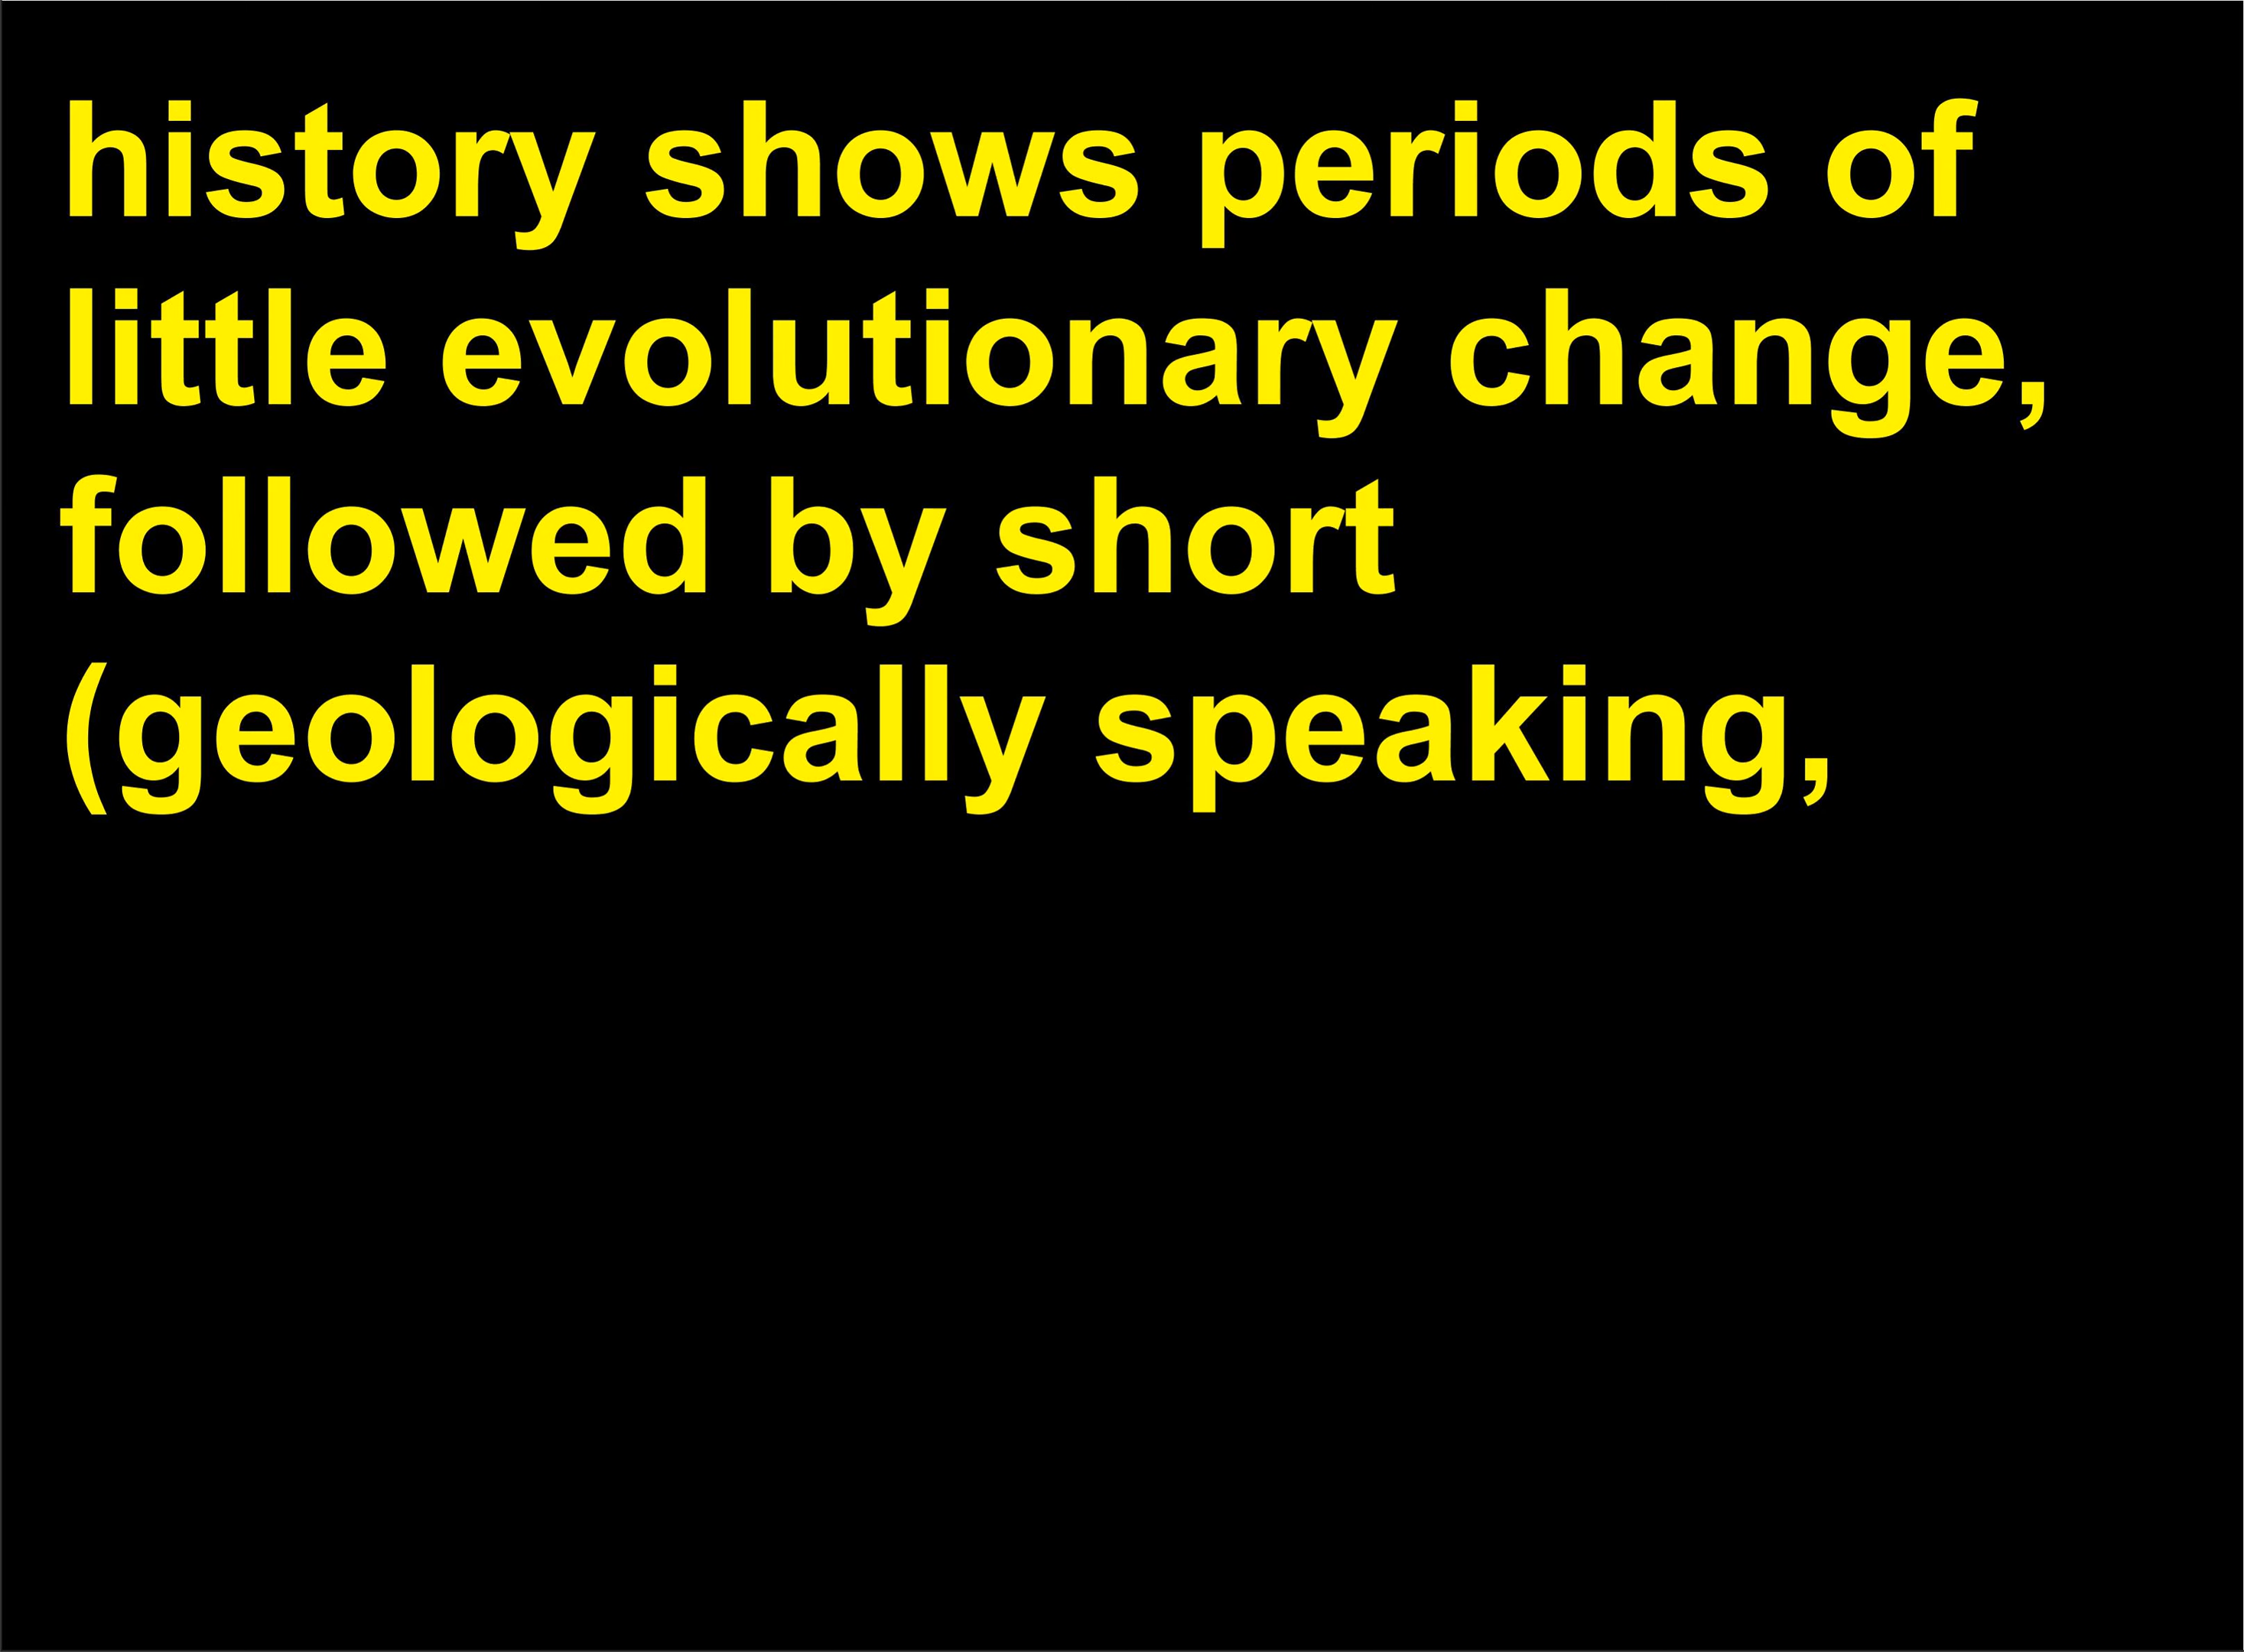 history shows periods of
little evolutionary change,
followed by short
(geologically speaking,